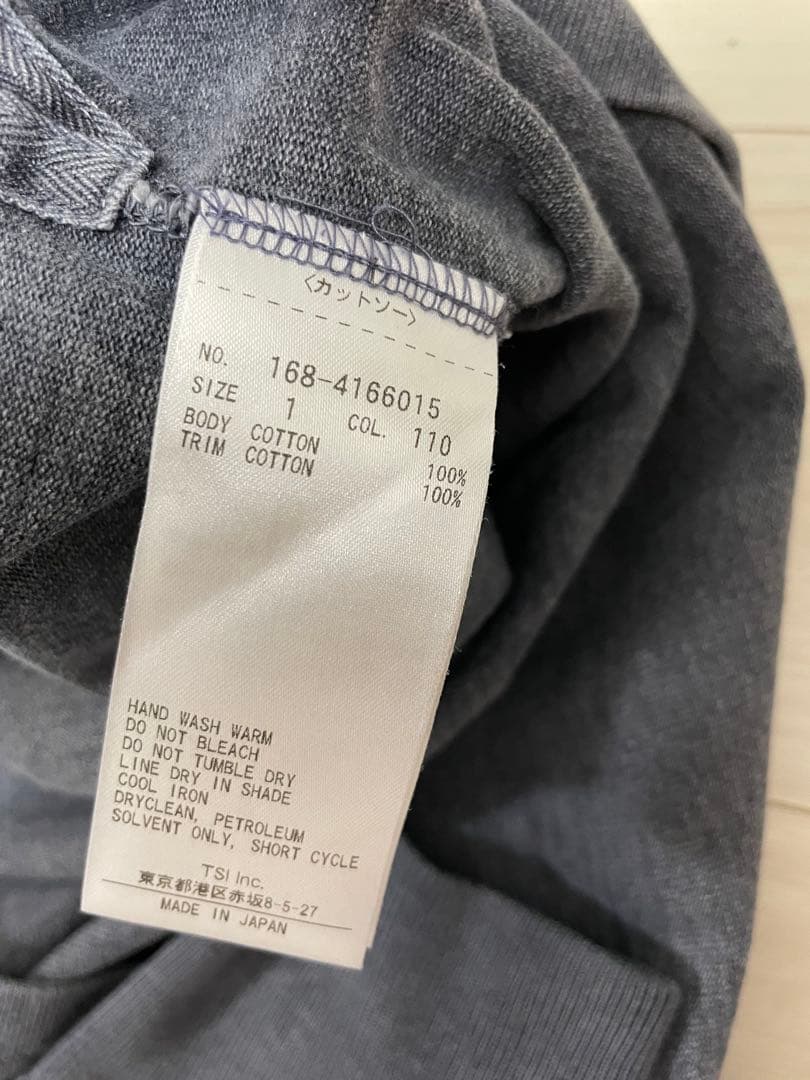 〈カットソー〉
NO. 168-4166015
SIZE 1 COL. 110
BODY COTTON 100%
TRIM COTTON 100%
HAND WASH WARM
DO NOT BLEACH
DO NOT TUMBLE DRY
LINE DRY IN SHADE
COOL IRON
DRYCLEAN, PETROLEUM
SOLVENT ONLY, SHORT CYCLE
TSI Inc.
東京都港区赤坂8-5-27
MADE IN JAPAN